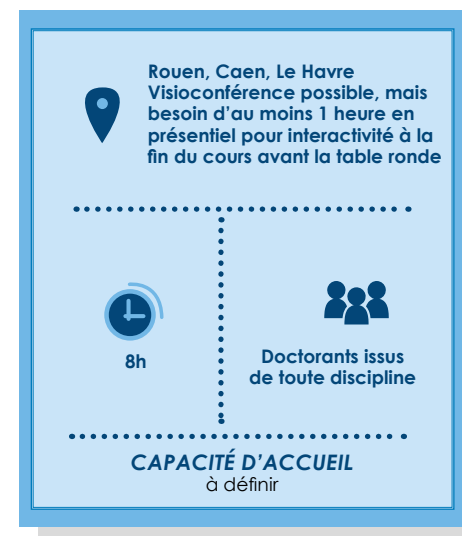 Rouen, Caen, Le Havre
Visioconférence possible, mais
besoin d'au moins 1 heure en
présentiel pour interactivité à la
fin du cours avant la table ronde
8h
Doctorants issus
de toute discipline
CAPACITÉ D'ACCUEIL
à définir